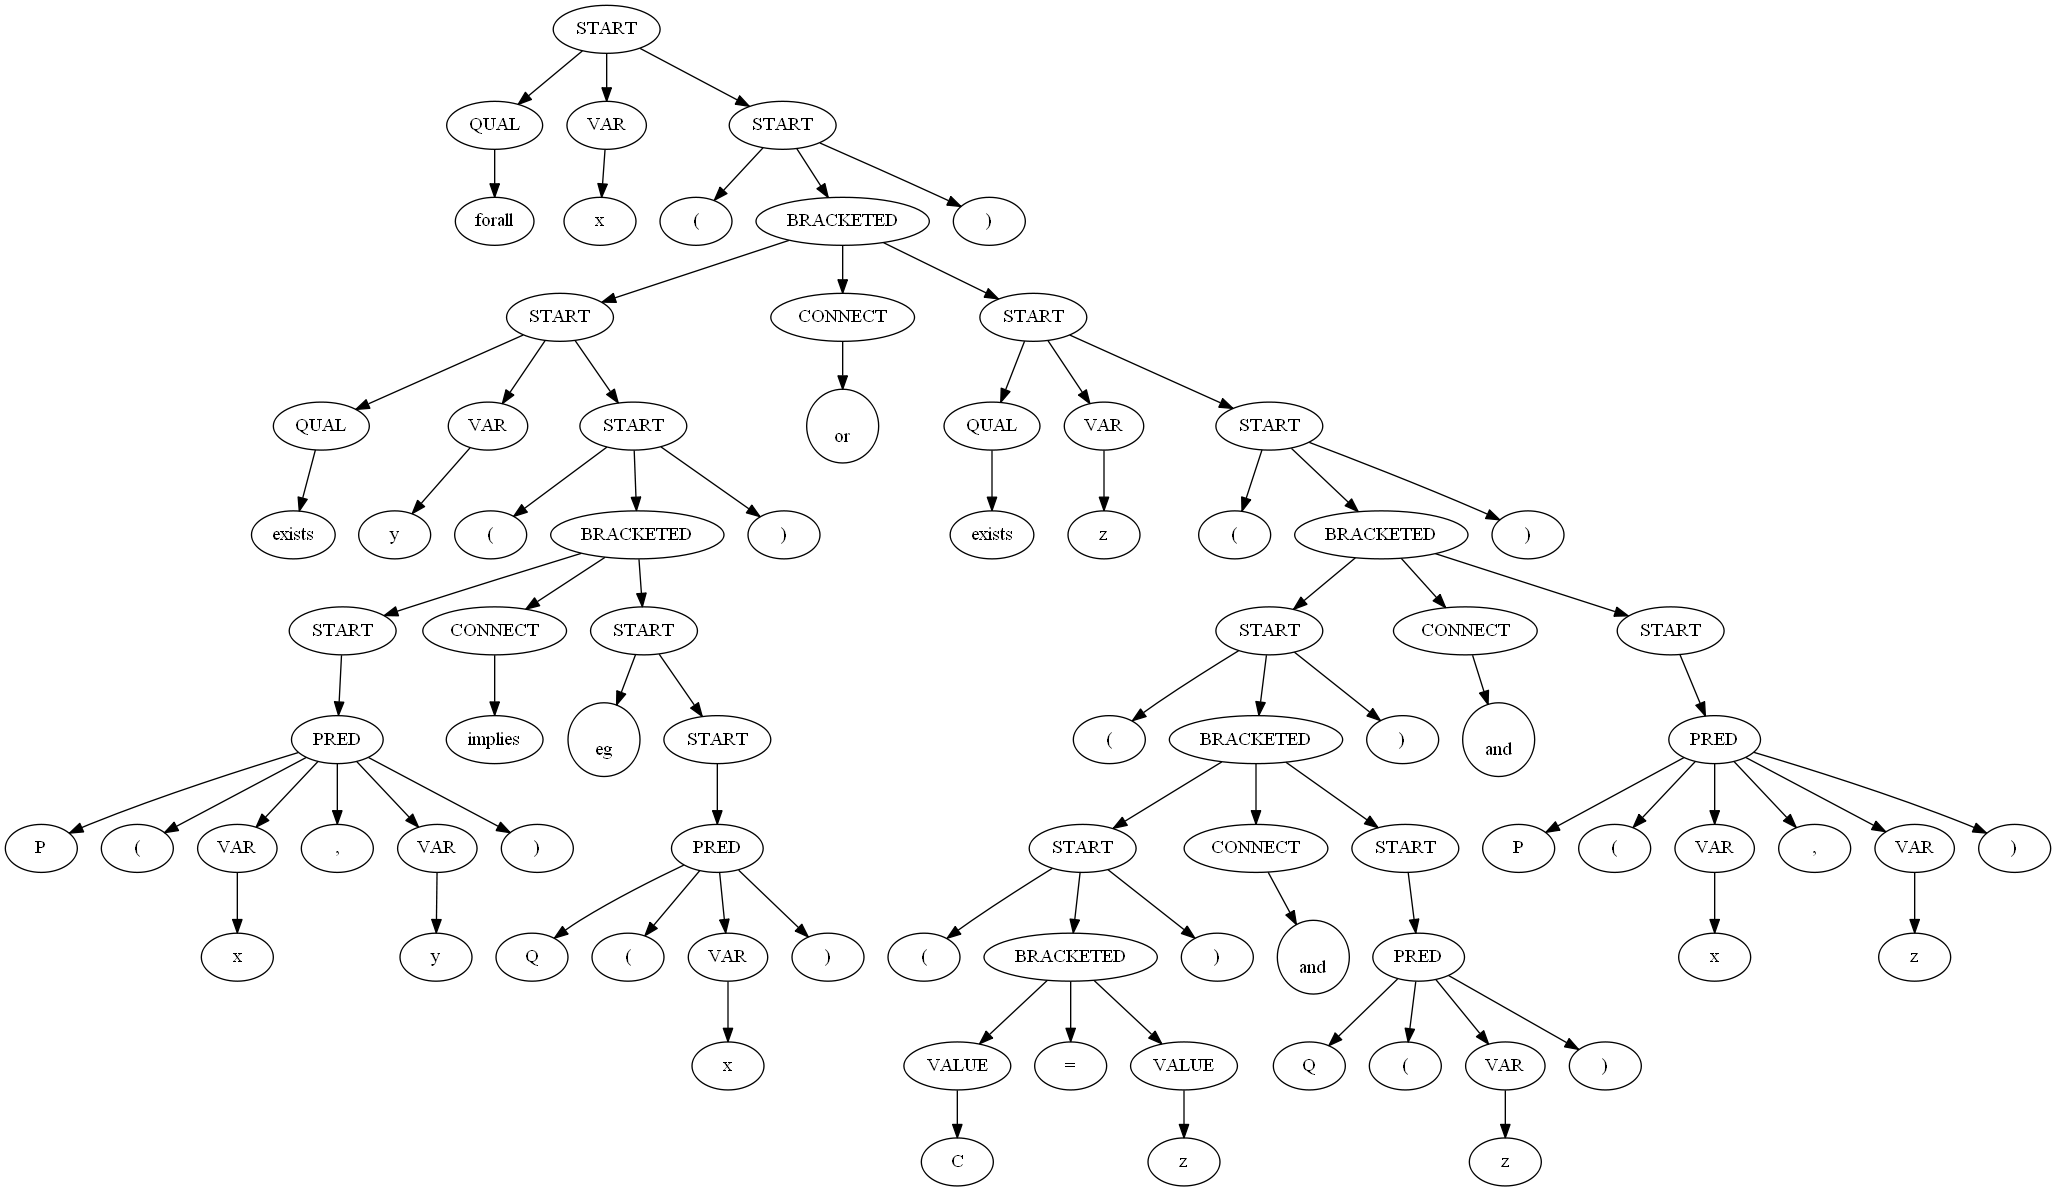 START
QUAL VAR START
forall x ( BRACKETED )
START CONNECT START
QUAL VAR START or QUAL VAR START
exists y ( BRACKETED ) exists z ( BRACKETED )
START CONNECT START START CONNECT START
PRED implies eg START ( BRACKETED ) and PRED
P ( VAR , VAR ) PRED START CONNECT START P ( VAR , VAR )
x y Q ( VAR ) ( BRACKETED ) and PRED x z
x VALUE = VALUE Q ( VAR )
C z z